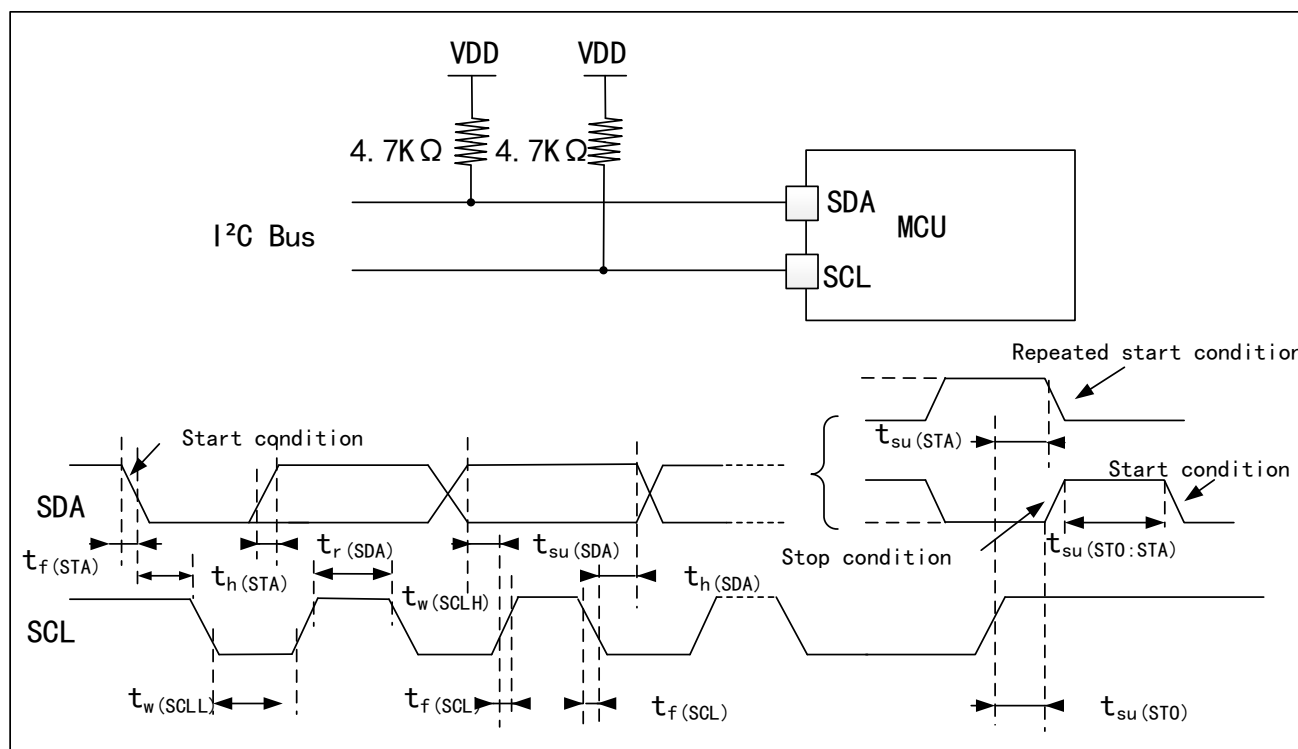 VDD VDD
4.7KΩ 4.7KΩ
SDA
MCU
I²C Bus
SCL
Repeated start condition
Start condition
tsu(STA)
Start condition
SDA
tf(STA)
th(STA)
tr(SDA)
tsu(SDA)
Stop condition
tsu(STO:STA)
tw(SCLH)
th(SDA)
SCL
tw(SCLL)
tf(SCL)
tf(SCL)
tsu(STO)